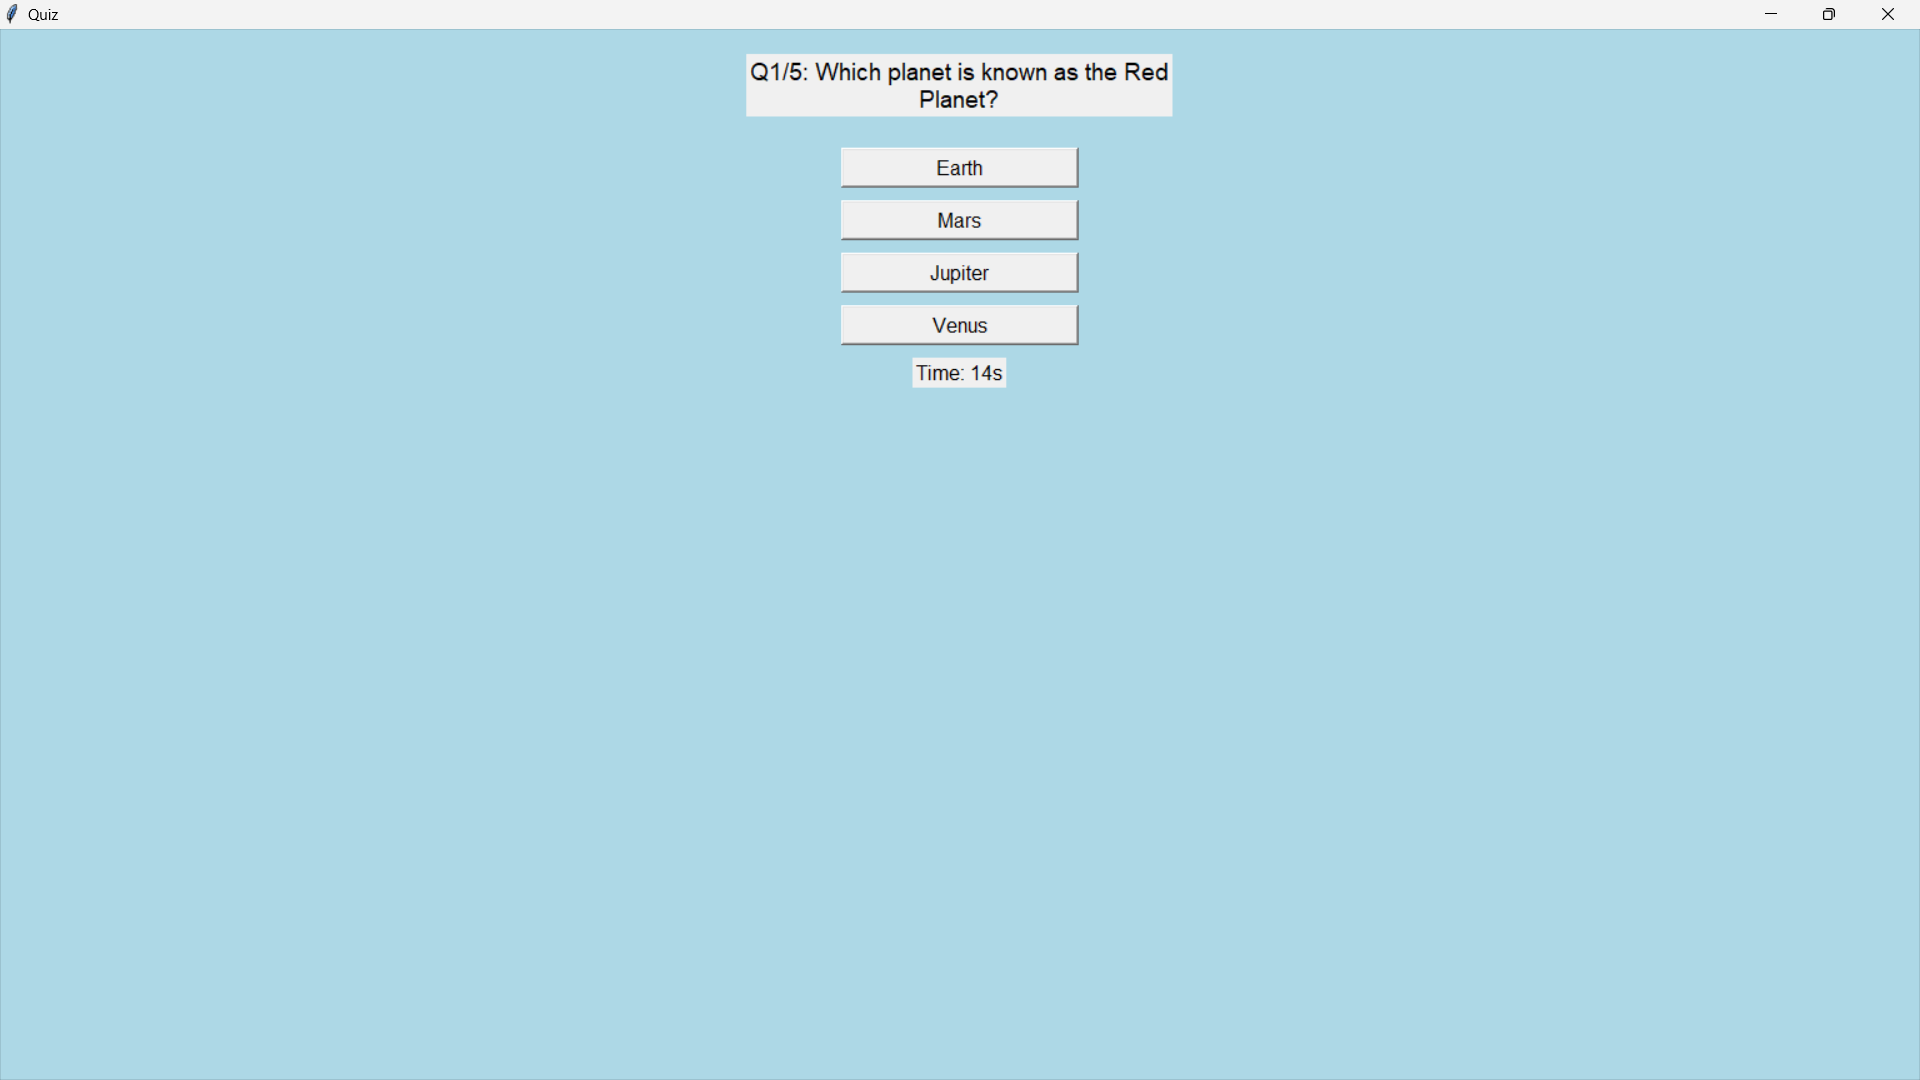 Quiz
Q1/5: Which planet is known as the Red
Planet?
Earth
Mars
Jupiter
Venus
Time: 14s